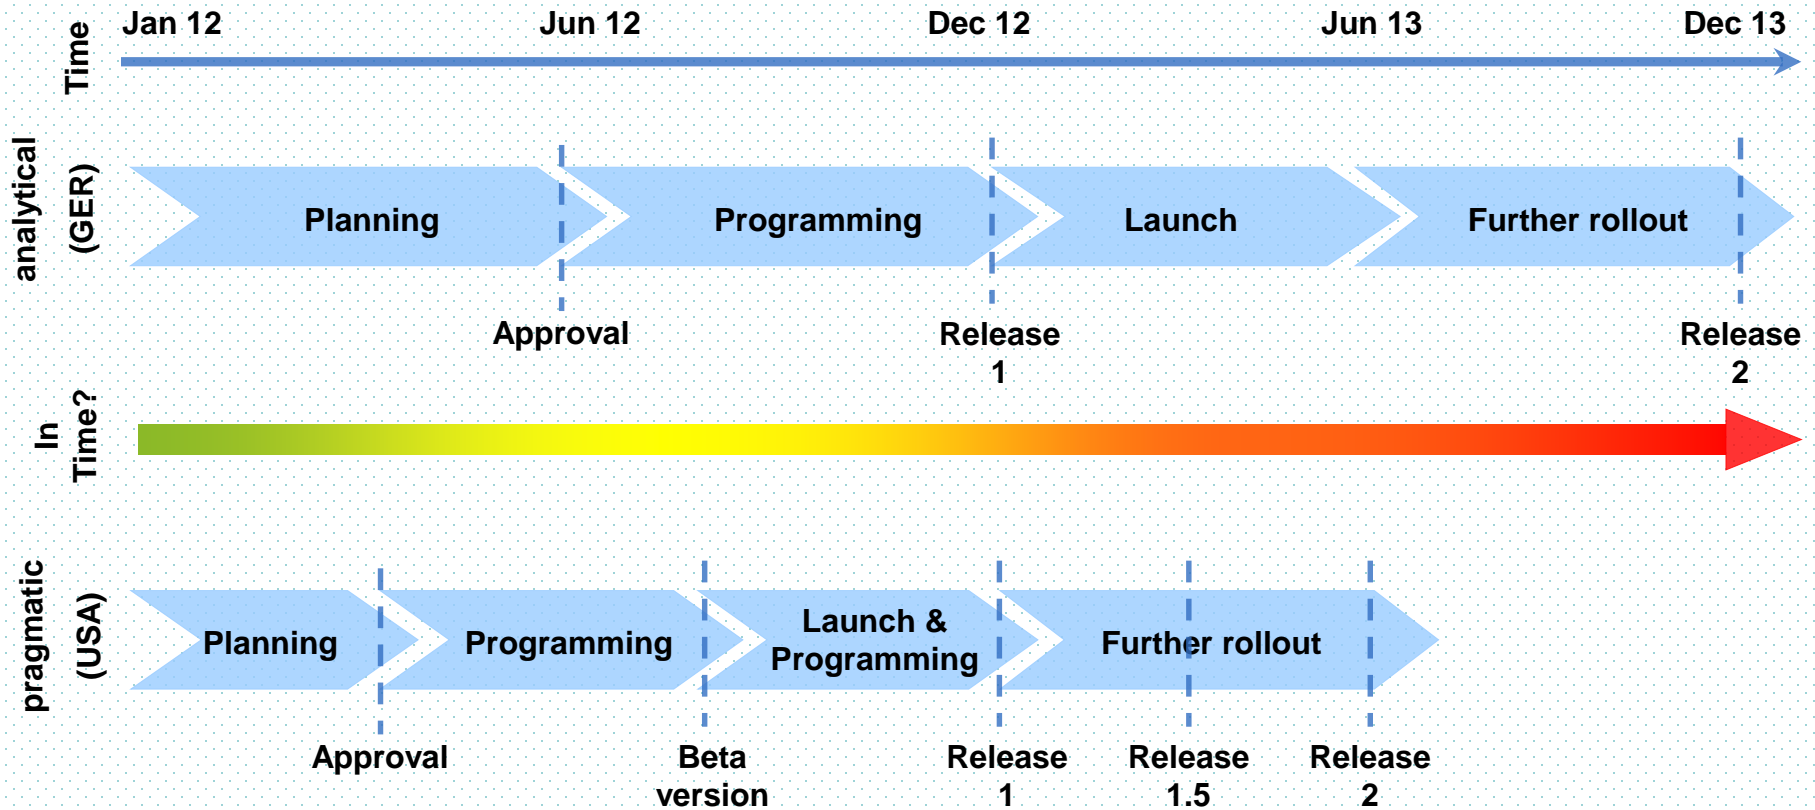 Jan 12
Jun 12
Dec 12
Jun 13
Dec 13
Time
analytical
(GER)
Planning
Programming
Launch
Further rollout
Approval
Release
1
Release
2
In
Time?
pragmatic
(USA)
Planning
Programming
Launch &
Programming
Further rollout
Approval
Beta
version
Release
1
Release
1.5
Release
2